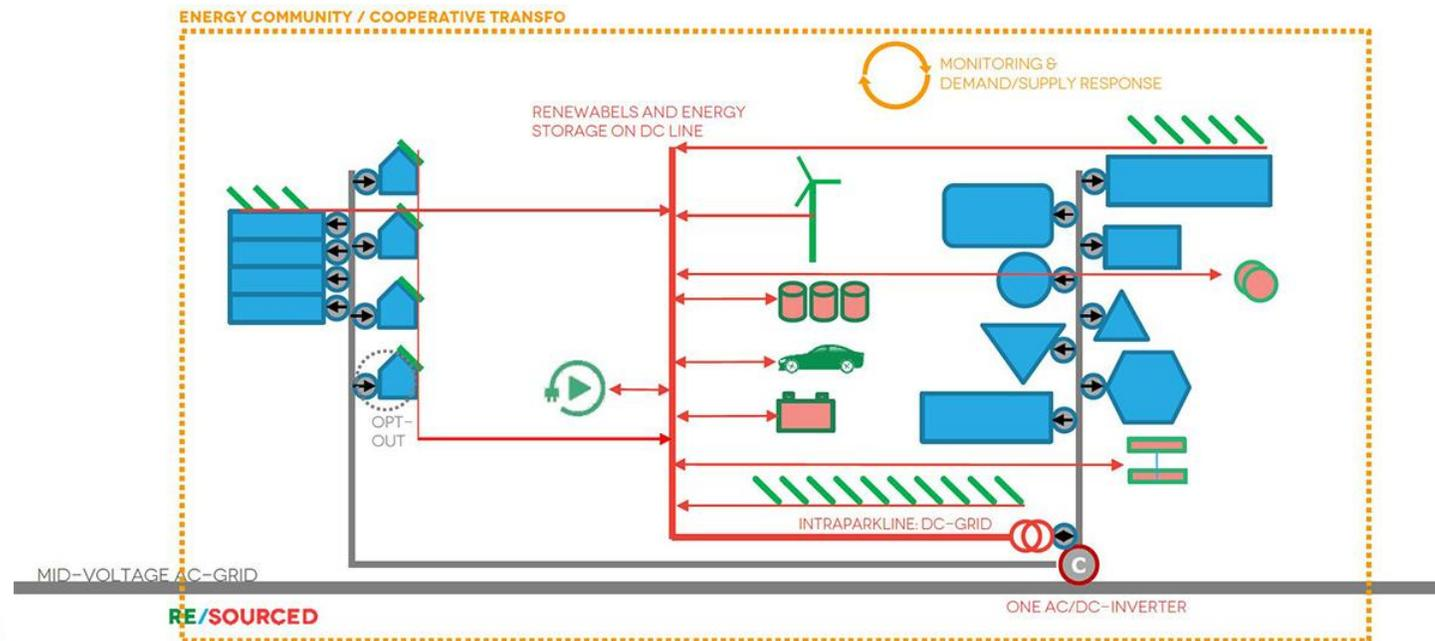 ENERGY COMMUNITY / COOPERATIVE TRANSFO
MONITORING &
DEMAND/SUPPLY RESPONSE
RENEWABELS AND ENERGY
STORAGE ON DC LINE
OPT-
OUT
INTRAPARKLINE: DC-GRID
C
MID-VOLTAGE AC-GRID
ONE AC/DC-INVERTER
RE/SOURCED